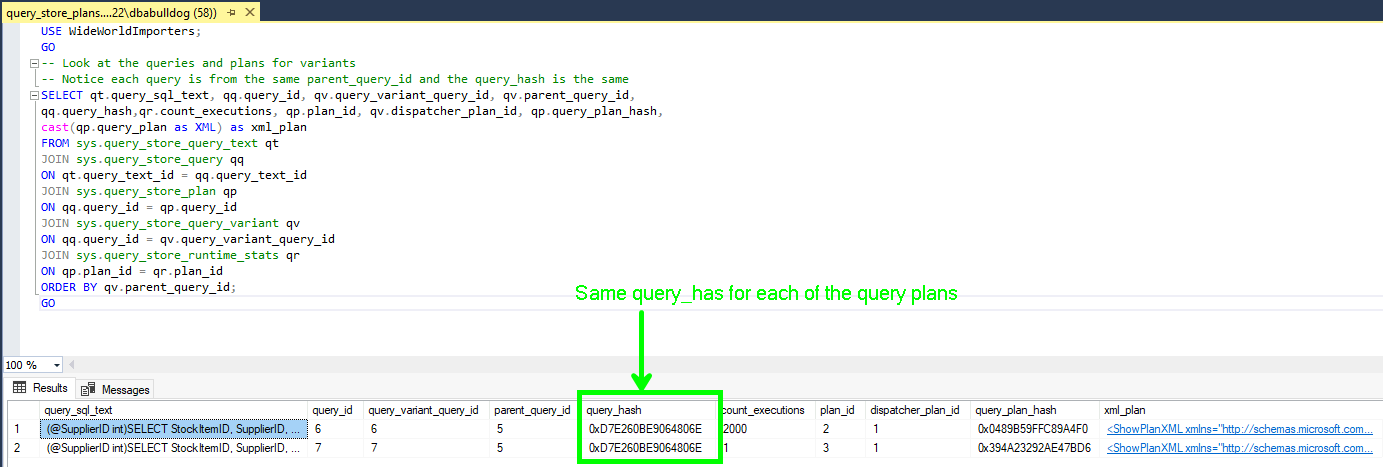 query_store_plans....22\dbabulldog (58))
USE WideWorldImporters;
GO
-- Look at the queries and plans for variants
-- Notice each query is from the same parent_query_id and the query_hash is the same
SELECT qt.query_sql_text, qq.query_id, qv.query_variant_query_id, qv.parent_query_id,
qq.query_hash,qr.count_executions, qp.plan_id, qv.dispatcher_plan_id, qp.query_plan_hash,
cast(qp.query_plan as XML) as xml_plan
FROM sys.query_store_query_text qt
JOIN sys.query_store_query qq
ON qt.query_text_id = qq.query_text_id
JOIN sys.query_store_plan qp
ON qq.query_id = qp.query_id
JOIN sys.query_store_query_variant qv
ON qq.query_id = qv.query_variant_query_id
JOIN sys.query_store_runtime_stats qr
ON qp.plan_id = qr.plan_id
ORDER BY qv.parent_query_id;
GO
Same query_has for each of the query plans
100 %
Results Messages
query_sql_text query_id query_variant_query_id parent_query_id query_hash count_executions plan_id dispatcher_plan_id query_plan_hash xml_plan
1 (@SupplierID int)SELECT StockItemID, SupplierID, ... 6 6 5 0xD7E260BE9064806E 2000 2 1 0x0489B59FFC89A4F0 <ShowPlanXML xmlns="http://schemas.microsoft.com...
2 (@SupplierID int)SELECT StockItemID, SupplierID, ... 7 7 5 0xD7E260BE9064806E 1 3 1 0x394A23292AE47BD6 <ShowPlanXML xmlns="http://schemas.microsoft.com...